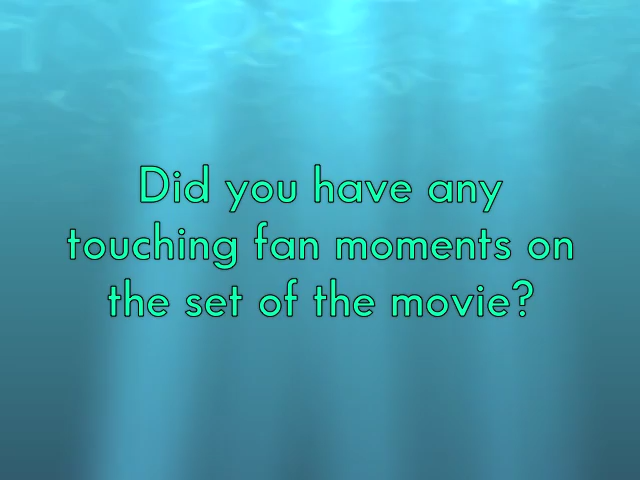 Did you have any
touching fan moments on
the set of the movie?